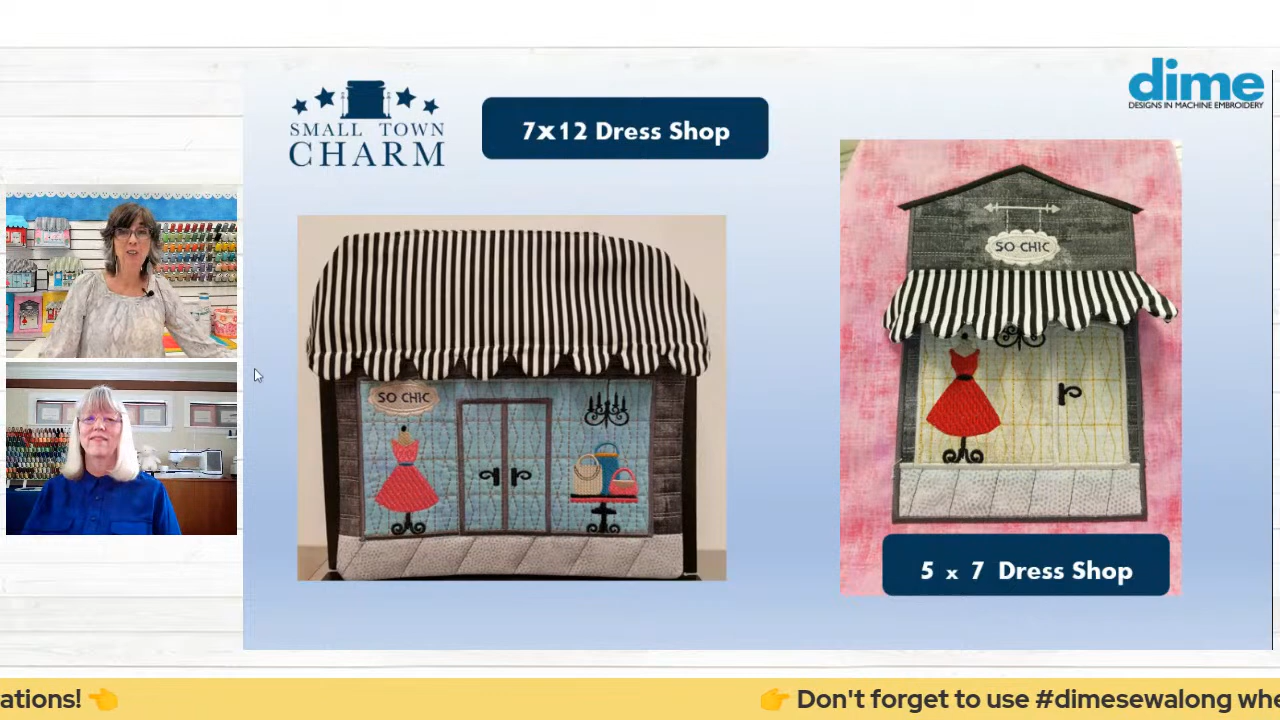 dime
DESIGNS IN MACHINE EMBROIDERY
SMALL TOWN
CHARM
7x12 Dress Shop
SO CHIC
SO CHIC
5 x 7 Dress Shop
ations! 👈
👉 Don't forget to use #dimesewalong whe